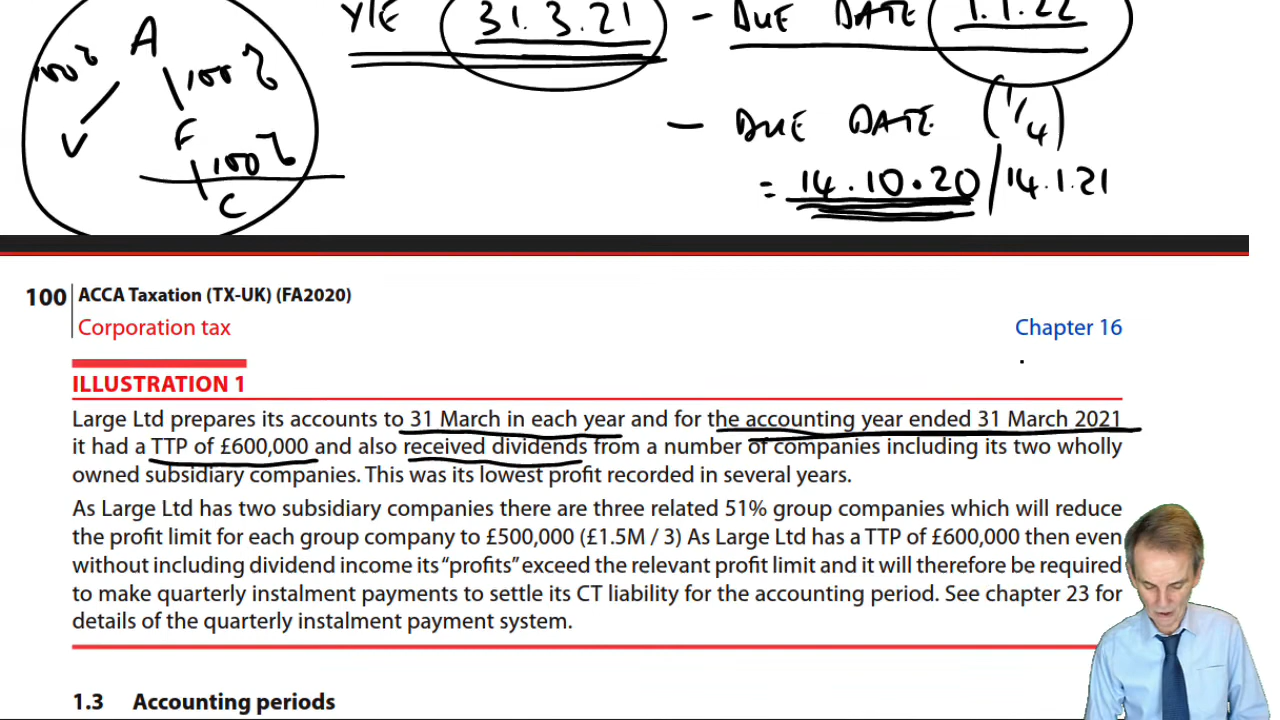 Y/E 31.3.21 - DUE DATE 1.1.22
A
100% 100%
- DUE DATE (1/4)
V F
100%
= 14.10.20/14.1.21
C
100 ACCA Taxation (TX-UK) (FA2020)
Corporation tax Chapter 16
ILLUSTRATION 1
Large Ltd prepares its accounts to 31 March in each year and for the accounting year ended 31 March 2021
it had a TTP of £600,000 and also received dividends from a number of companies including its two wholly
owned subsidiary companies. This was its lowest profit recorded in several years.
As Large Ltd has two subsidiary companies there are three related 51% group companies which will reduce
the profit limit for each group company to £500,000 (£1.5M / 3) As Large Ltd has a TTP of £600,000 then even
without including dividend income its “profits” exceed the relevant profit limit and it will therefore be required
to make quarterly instalment payments to settle its CT liability for the accounting period. See chapter 23 for
details of the quarterly instalment payment system.
1.3 Accounting periods